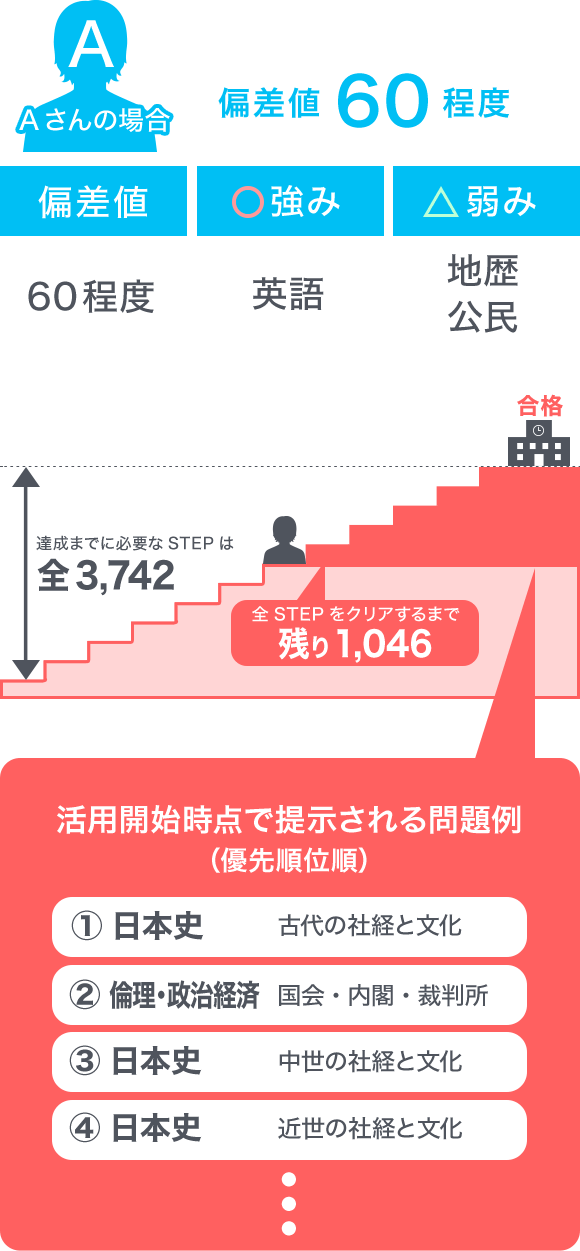 A
Aさんの場合
偏差値 60 程度
偏差値
○強み
△弱み
60程度
英語
地歴
公民
合格
達成までに必要なSTEPは
全3,742
全STEPをクリアするまで
残り1,046
活用開始時点で提示される問題例
（優先順位順）
① 日本史 古代の社経と文化
② 倫理・政治経済 国会・内閣・裁判所
③ 日本史 中世の社経と文化
④ 日本史 近世の社経と文化